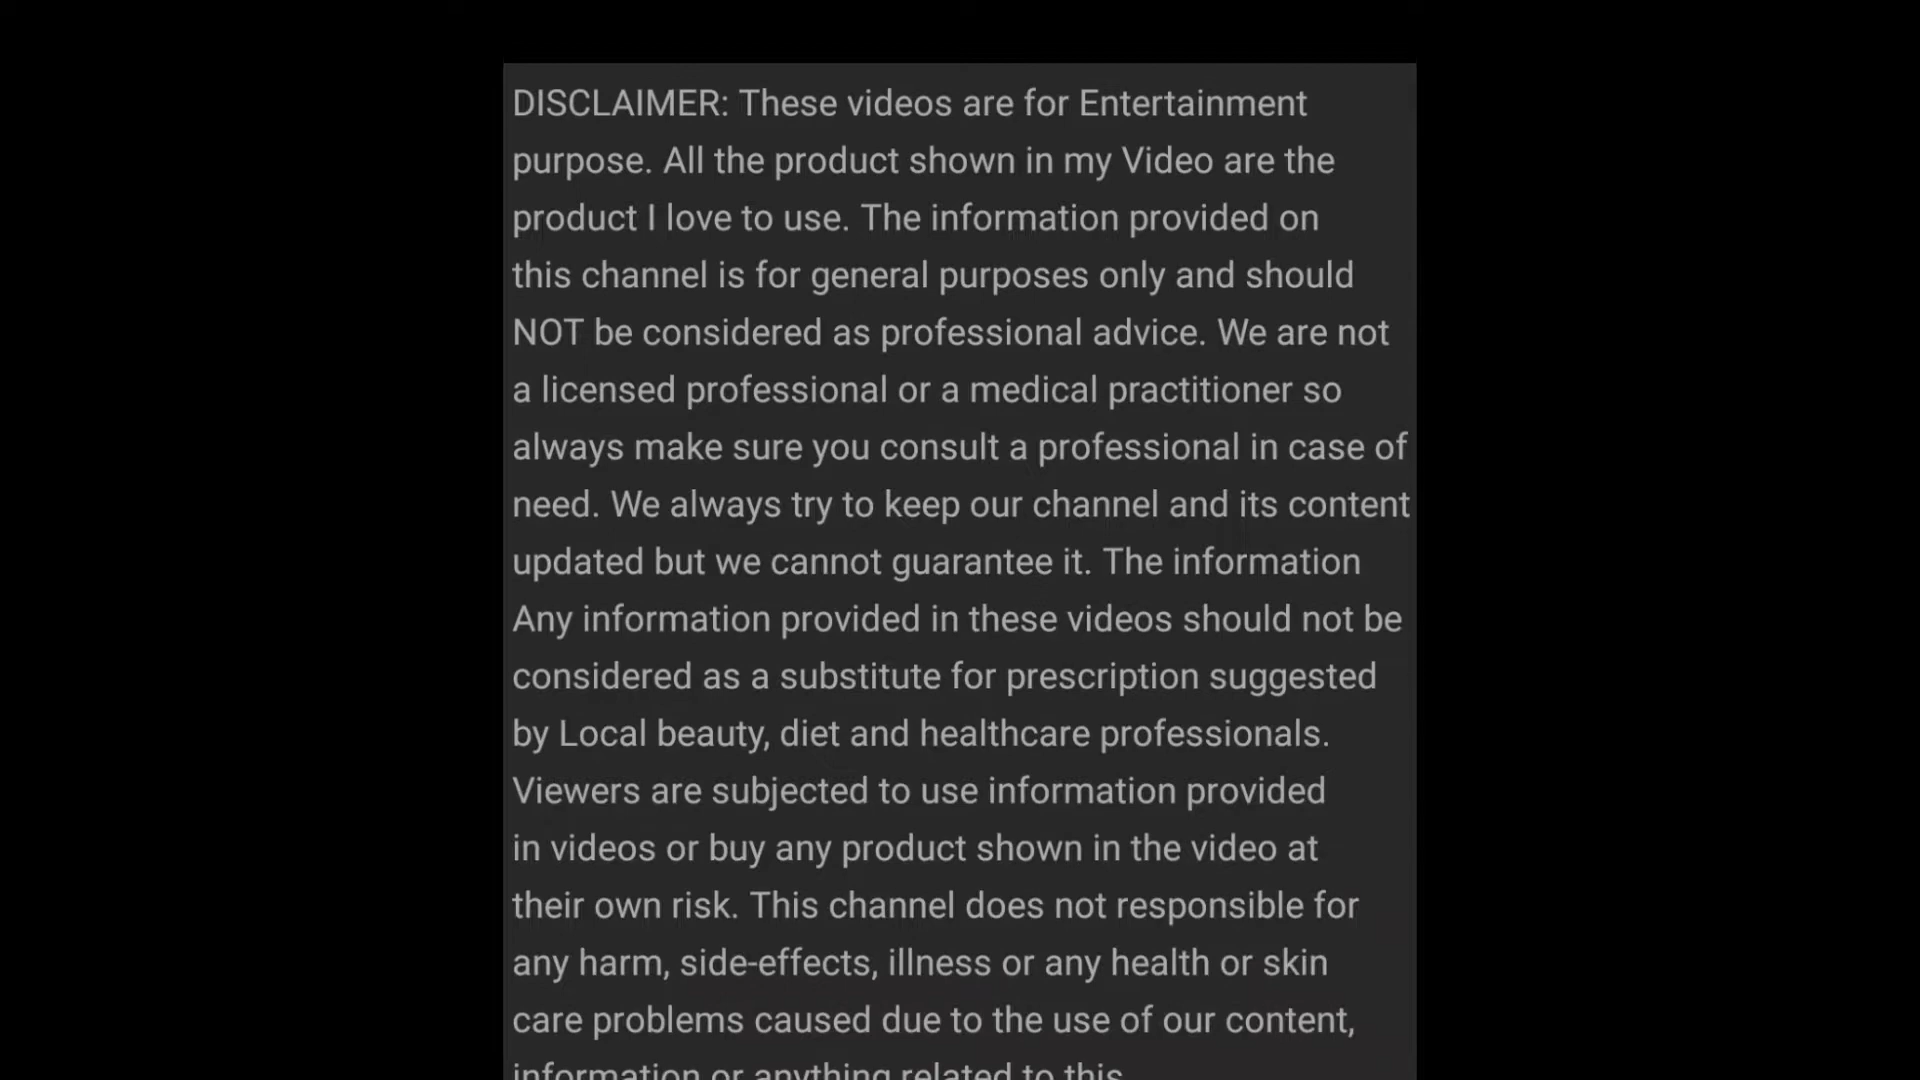 DISCLAIMER: These videos are for Entertainment
purpose. All the product shown in my Video are the
product I love to use. The information provided on
this channel is for general purposes only and should
NOT be considered as professional advice. We are not
a licensed professional or a medical practitioner so
always make sure you consult a professional in case of
need. We always try to keep our channel and its content
updated but we cannot guarantee it. The information
Any information provided in these videos should not be
considered as a substitute for prescription suggested
by Local beauty, diet and healthcare professionals.
Viewers are subjected to use information provided
in videos or buy any product shown in the video at
their own risk. This channel does not responsible for
any harm, side-effects, illness or any health or skin
care problems caused due to the use of our content,
information or anything related to this